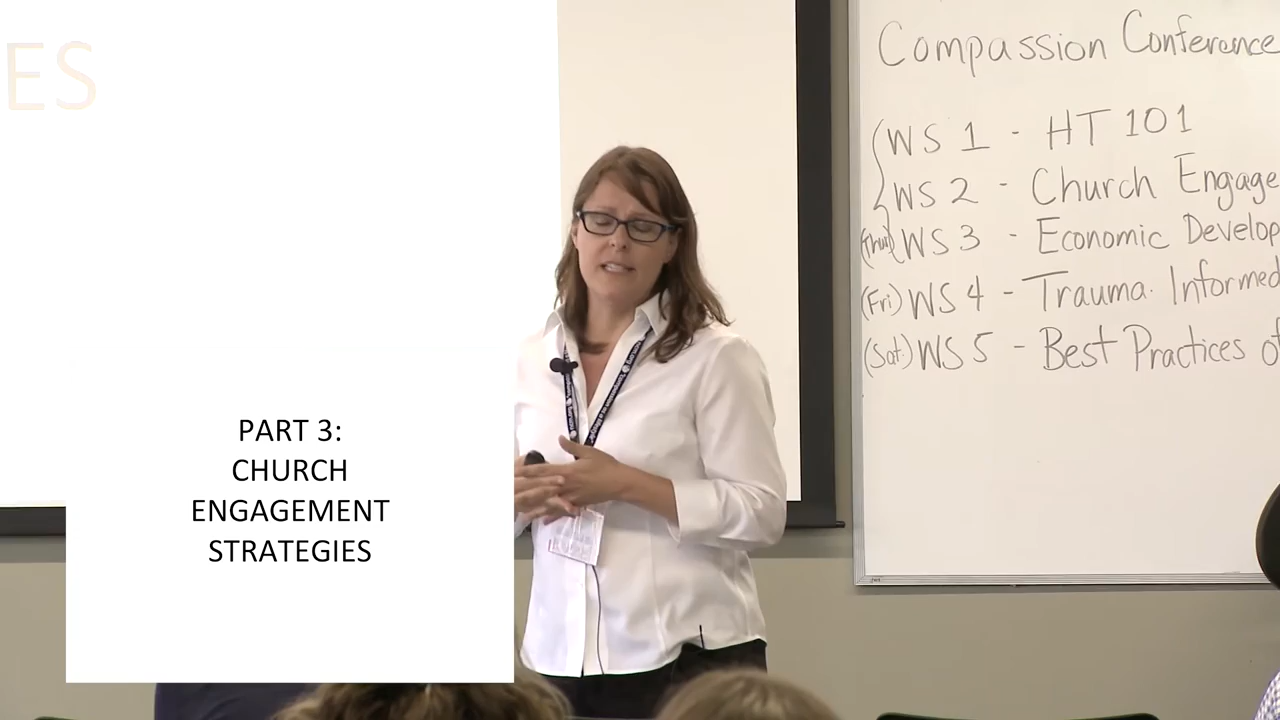 ES
PART 3:
CHURCH
ENGAGEMENT
STRATEGIES
Compassion Conference
WS 1 - HT 101
WS 2 - Church Engage
(Thu) WS 3 - Economic Develop
(Fri) WS 4 - Trauma Informed
(Sat.) WS 5 - Best Practices of